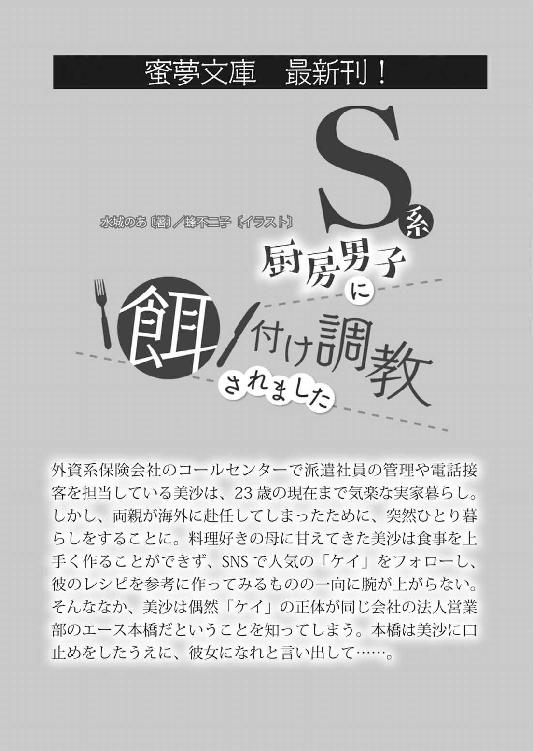 蜜夢文庫　最新刊！
水城のあ〔著〕／蜂不二子〔イラスト〕
S系
厨房男子
に
餌付け調教
されました
外資系保険会社のコールセンターで派遣社員の管理や電話接
客を担当している美沙は、23歳の現在まで気楽な実家暮らし。
しかし、両親が海外に赴任してしまったために、突然ひとり暮
らしをすることに。料理好きの母に甘えてきた美沙は食事を上
手く作ることができず、SNSで人気の「ケイ」をフォローし、
彼のレシピを参考に作ってみるものの一向に腕が上がらない。
そんななか、美沙は偶然「ケイ」の正体が同じ会社の法人営業
部のエース本橋だということを知ってしまう。本橋は美沙に口
止めをしたうえに、彼女になれと言い出して……。